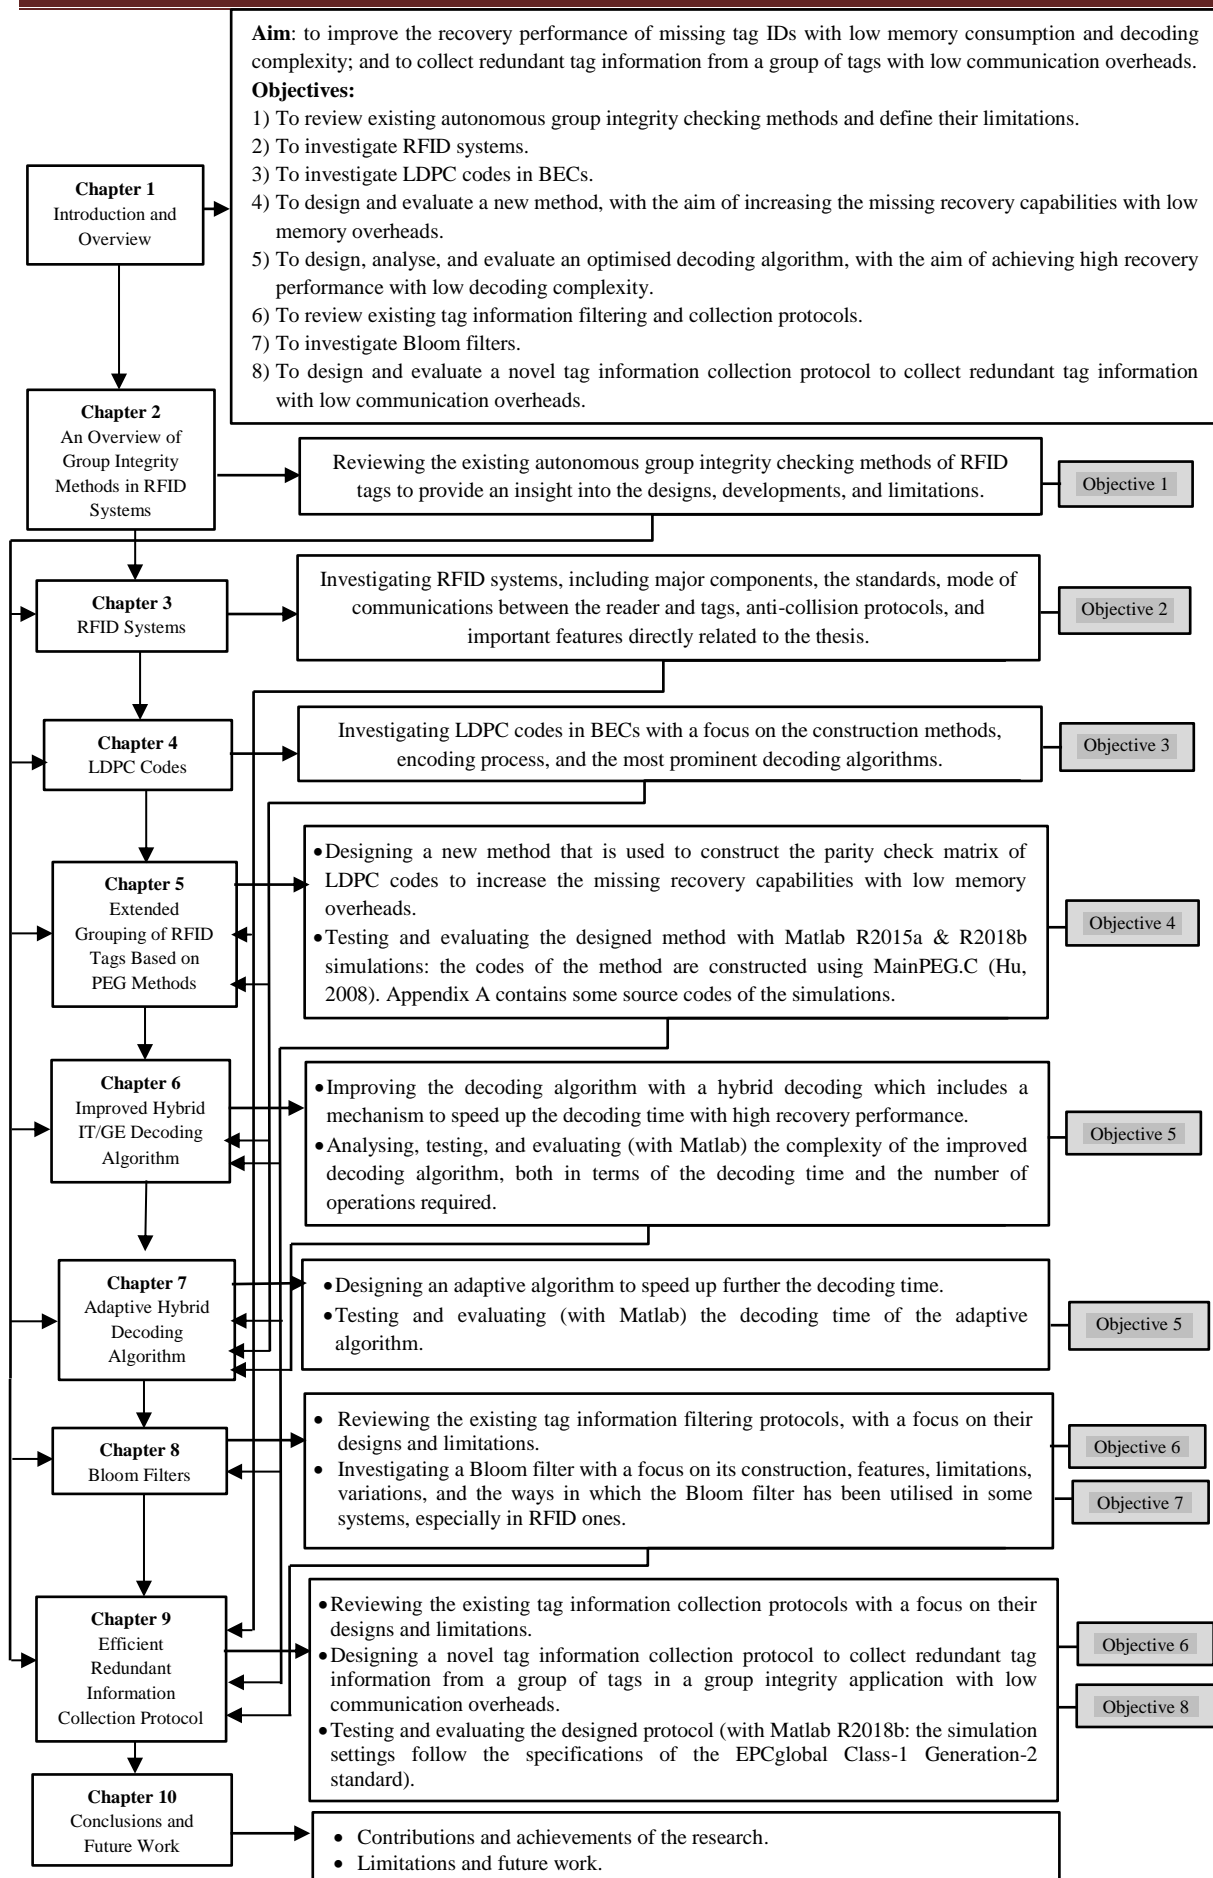 Aim: to improve the recovery performance of missing tag IDs with low memory consumption and decoding
complexity; and to collect redundant tag information from a group of tags with low communication overheads.
Objectives:
1) To review existing autonomous group integrity checking methods and define their limitations.
2) To investigate RFID systems.
3) To investigate LDPC codes in BECs.
4) To design and evaluate a new method, with the aim of increasing the missing recovery capabilities with low
memory overheads.
5) To design, analyse, and evaluate an optimised decoding algorithm, with the aim of achieving high recovery
performance with low decoding complexity.
6) To review existing tag information filtering and collection protocols.
7) To investigate Bloom filters.
8) To design and evaluate a novel tag information collection protocol to collect redundant tag information
with low communication overheads.
Chapter 1
Introduction and
Overview
Chapter 2
An Overview of
Group Integrity
Methods in RFID
Systems
Reviewing the existing autonomous group integrity checking methods of RFID
tags to provide an insight into the designs, developments, and limitations.
Objective 1
Chapter 3
RFID Systems
Investigating RFID systems, including major components, the standards, mode of
communications between the reader and tags, anti-collision protocols, and
important features directly related to the thesis.
Objective 2
Chapter 4
LDPC Codes
Investigating LDPC codes in BECs with a focus on the construction methods,
encoding process, and the most prominent decoding algorithms.
Objective 3
Chapter 5
Extended
Grouping of RFID
Tags Based on
PEG Methods
•Designing a new method that is used to construct the parity check matrix of
LDPC codes to increase the missing recovery capabilities with low memory
overheads.
•Testing and evaluating the designed method with Matlab R2015a & R2018b
simulations: the codes of the method are constructed using MainPEG.C (Hu,
2008). Appendix A contains some source codes of the simulations.
Objective 4
Chapter 6
Improved Hybrid
IT/GE Decoding
Algorithm
•Improving the decoding algorithm with a hybrid decoding which includes a
mechanism to speed up the decoding time with high recovery performance.
•Analysing, testing, and evaluating (with Matlab) the complexity of the improved
decoding algorithm, both in terms of the decoding time and the number of
operations required.
Objective 5
Chapter 7
Adaptive Hybrid
Decoding
Algorithm
•Designing an adaptive algorithm to speed up further the decoding time.
•Testing and evaluating (with Matlab) the decoding time of the adaptive
algorithm.
Objective 5
Chapter 8
Bloom Filters
• Reviewing the existing tag information filtering protocols, with a focus on their
designs and limitations.
• Investigating a Bloom filter with a focus on its construction, features, limitations,
variations, and the ways in which the Bloom filter has been utilised in some
systems, especially in RFID ones.
Objective 6
Objective 7
Chapter 9
Efficient
Redundant
Information
Collection Protocol
•Reviewing the existing tag information collection protocols with a focus on their
designs and limitations.
•Designing a novel tag information collection protocol to collect redundant tag
information from a group of tags in a group integrity application with low
communication overheads.
•Testing and evaluating the designed protocol (with Matlab R2018b: the simulation
settings follow the specifications of the EPCglobal Class-1 Generation-2
standard).
Objective 6
Objective 8
Chapter 10
Conclusions and
Future Work
• Contributions and achievements of the research.
• Limitations and future work.